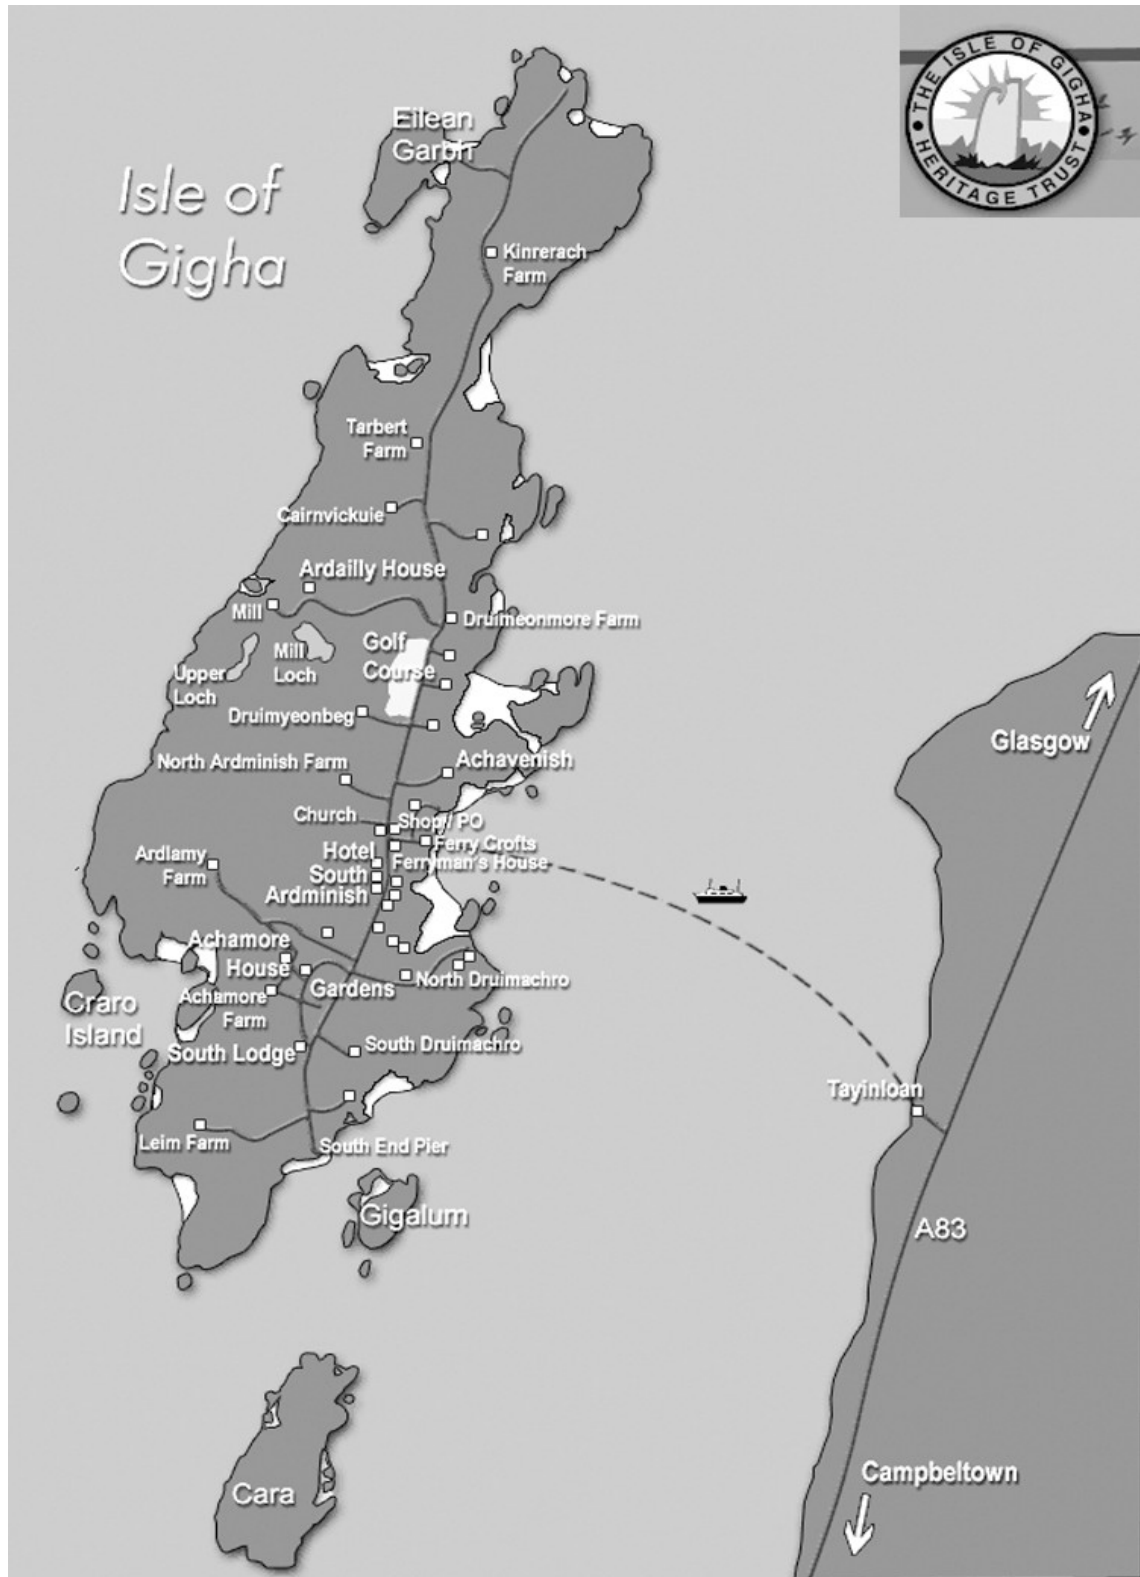 THE ISLE OF GIGHA
HERITAGE TRUST
Isle of
Gigha
Eilean
Garbh
Kinrerach
Farm
Tarbert
Farm
Cairnvickuie
Ardailly House
Mill
Druimeonmore Farm
Golf
Course
Mill
Loch
Upper
Loch
Druimyeonbeg
Glasgow
North Ardminish Farm
Achavenish
Church
Shop / PO
Ferry Crofts
Hotel
Ferryman's House
South
Ardminish
Ardlamy
Farm
Achamore
House
Gardens
North Druimachro
Achamore
Farm
Craro
Island
South Lodge
South Druimachro
Tayinloan
Leim Farm
South End Pier
Gigalum
A83
Campbeltown
Cara